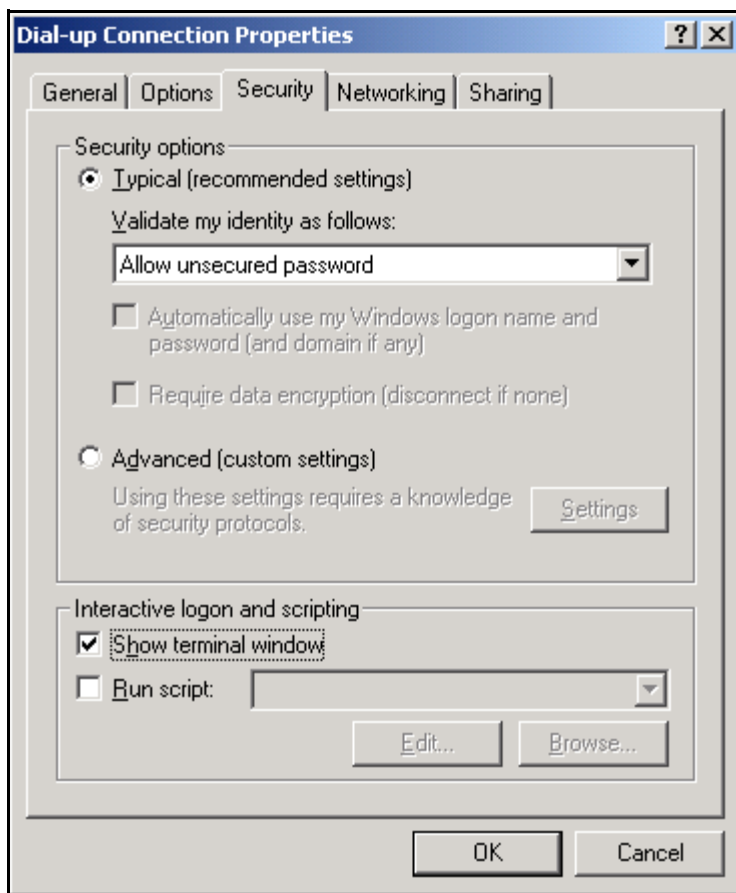 Dial-up Connection Properties
General Options Security Networking Sharing
Security options
Typical (recommended settings)
Validate my identity as follows:
Allow unsecured password
Automatically use my Windows logon name and
password (and domain if any)
Require data encryption (disconnect if none)
Advanced (custom settings)
Using these settings requires a knowledge
of security protocols.
Settings
Interactive logon and scripting
Show terminal window
Run script:
Edit... Browse...
OK Cancel